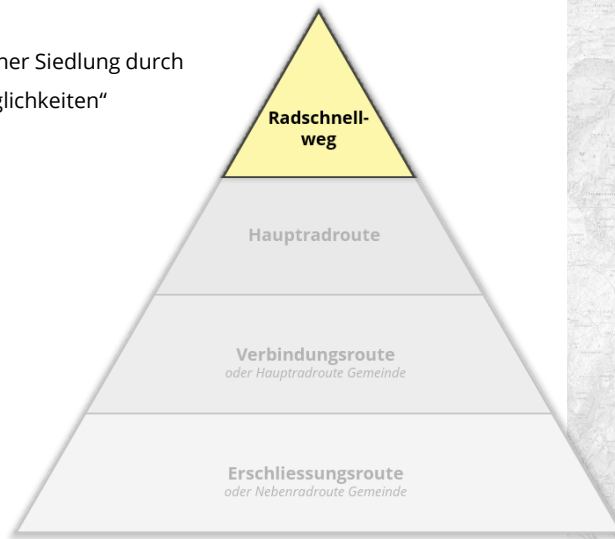 ner Siedlung durch
glichkeiten“
Radschnell-
weg
Hauptradroute
Verbindungsroute
oder Hauptradroute Gemeinde
Erschliessungsroute
oder Nebenradroute Gemeinde